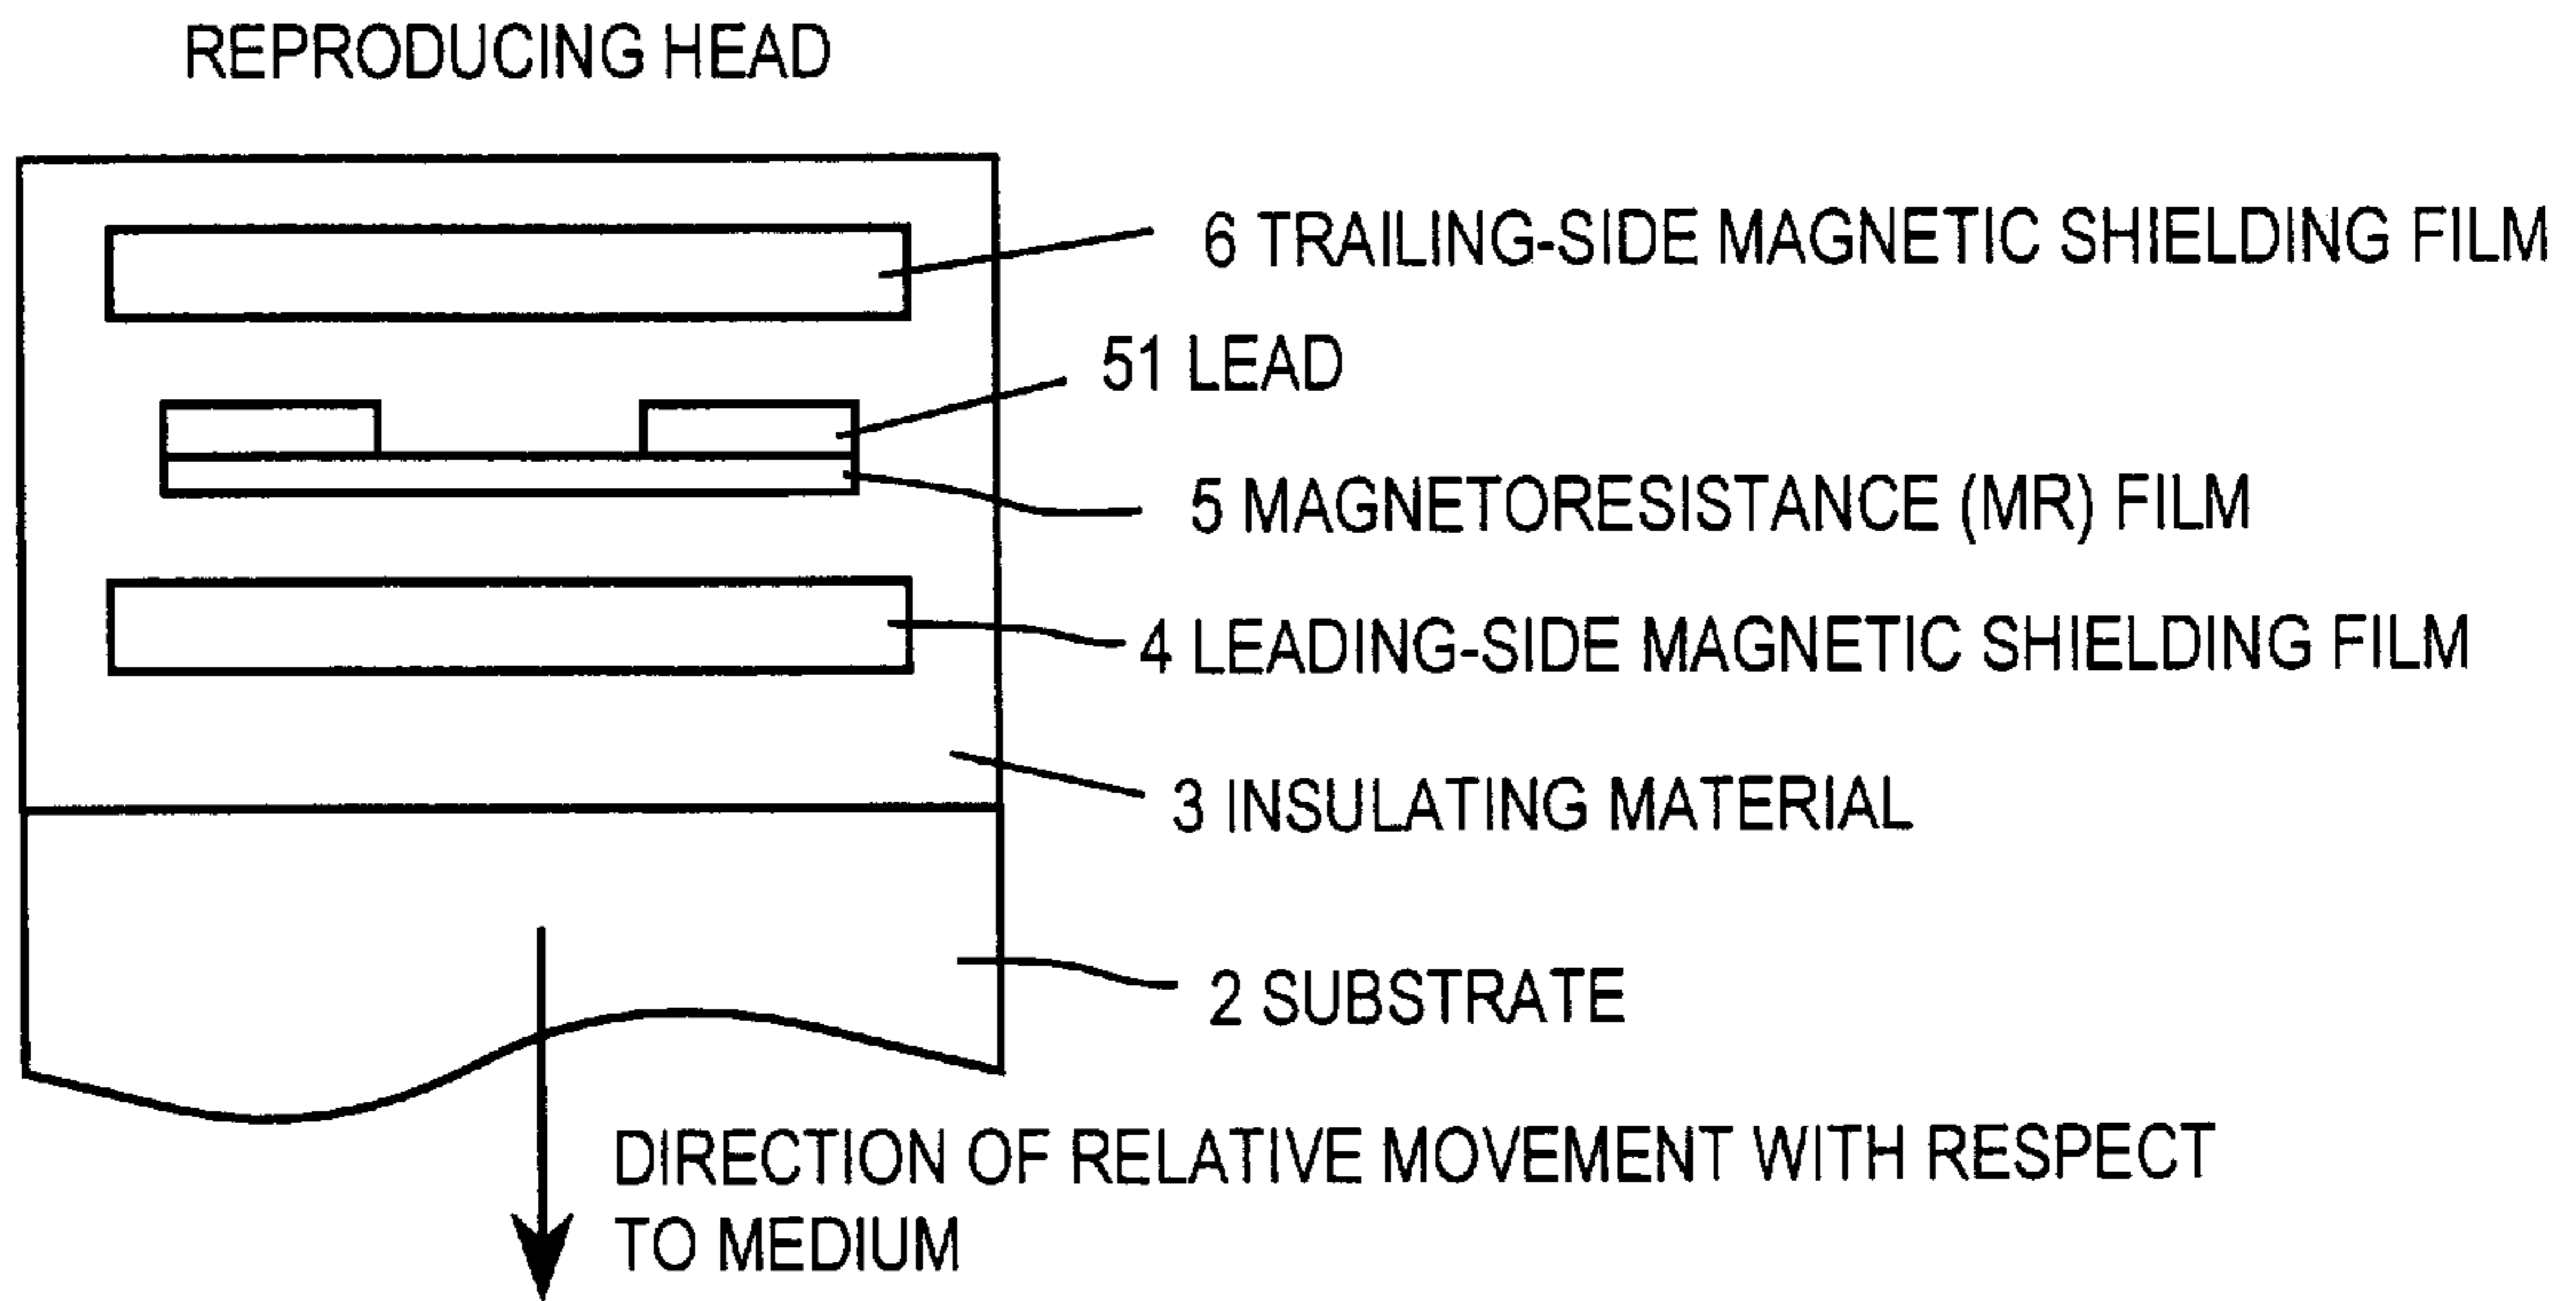 REPRODUCING HEAD
6 TRAILING-SIDE MAGNETIC SHIELDING FILM
51 LEAD
5 MAGNETORESISTANCE (MR) FILM
4 LEADING-SIDE MAGNETIC SHIELDING FILM
3 INSULATING MATERIAL
2 SUBSTRATE
DIRECTION OF RELATIVE MOVEMENT WITH RESPECT
TO MEDIUM